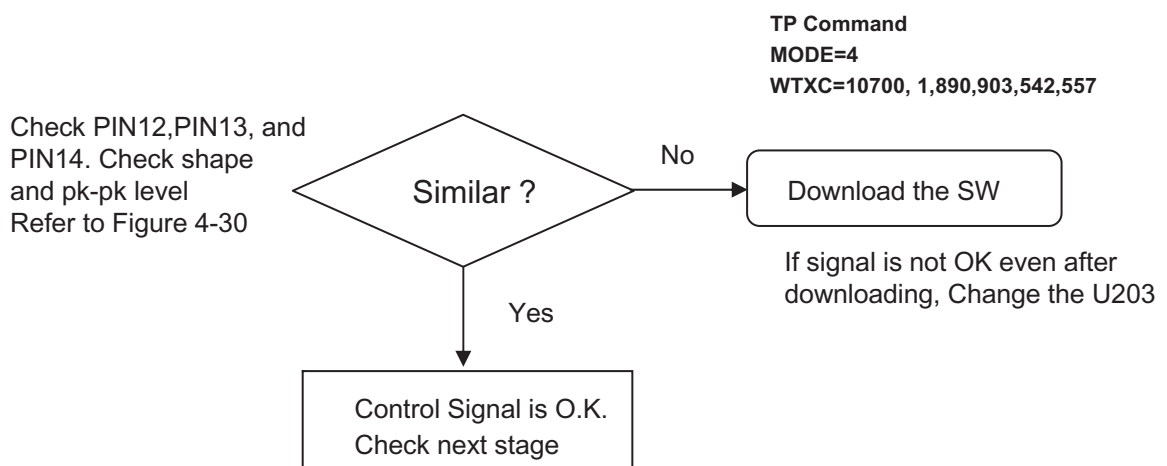 TP Command
MODE=4
WTXC=10700, 1,890,903,542,557
Check PIN12,PIN13, and
PIN14. Check shape
and pk-pk level
Refer to Figure 4-30
Similar ?
No
Download the SW
If signal is not OK even after
downloading, Change the U203
Yes
Control Signal is O.K.
Check next stage